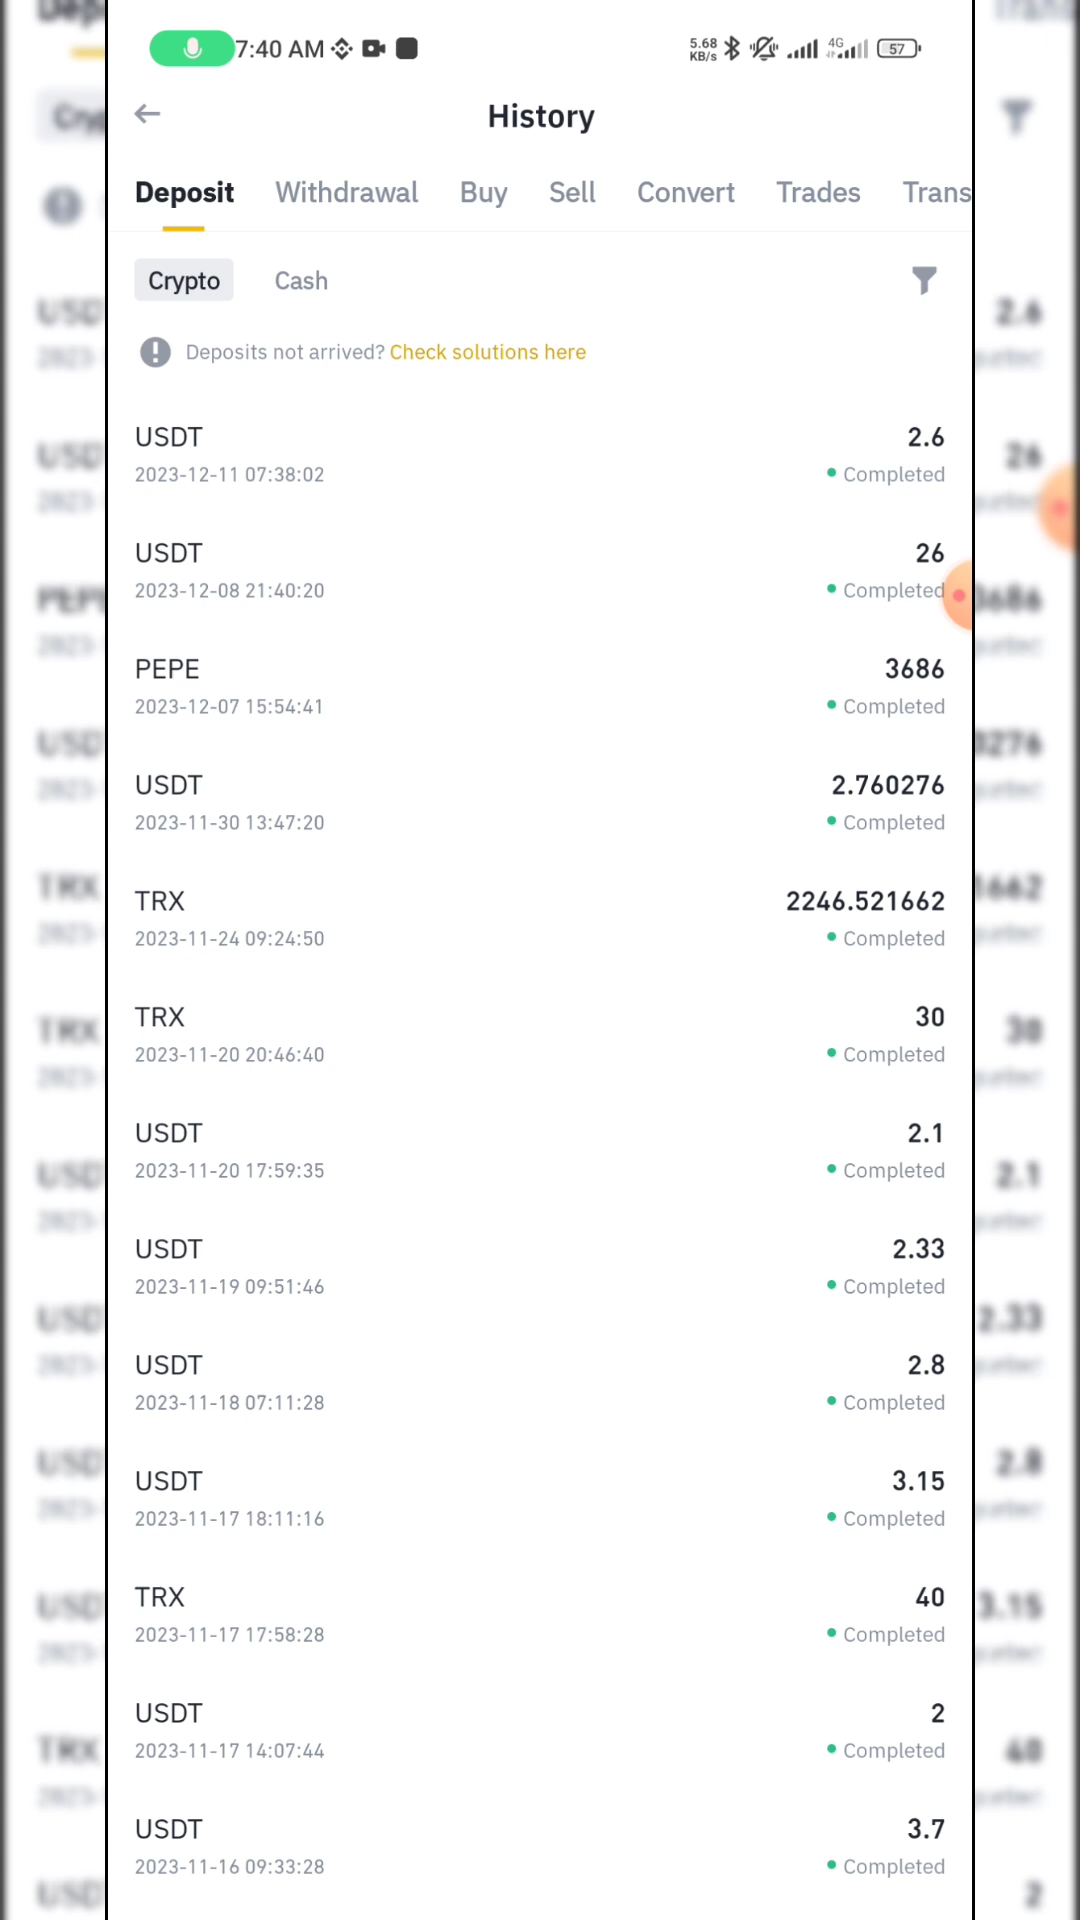 7:40 AM
5.68 KB/s 4G 57
History
Deposit Withdrawal Buy Sell Convert Trades Trans
Crypto Cash
Deposits not arrived? Check solutions here
USDT 2.6
2023-12-11 07:38:02 Completed
USDT 26
2023-12-08 21:40:20 Completed
PEPE 3686
2023-12-07 15:54:41 Completed
USDT 2.760276
2023-11-30 13:47:20 Completed
TRX 2246.521662
2023-11-24 09:24:50 Completed
TRX 30
2023-11-20 20:46:40 Completed
USDT 2.1
2023-11-20 17:59:35 Completed
USDT 2.33
2023-11-19 09:51:46 Completed
USDT 2.8
2023-11-18 07:11:28 Completed
USDT 3.15
2023-11-17 18:11:16 Completed
TRX 40
2023-11-17 17:58:28 Completed
USDT 2
2023-11-17 14:07:44 Completed
USDT 3.7
2023-11-16 09:33:28 Completed